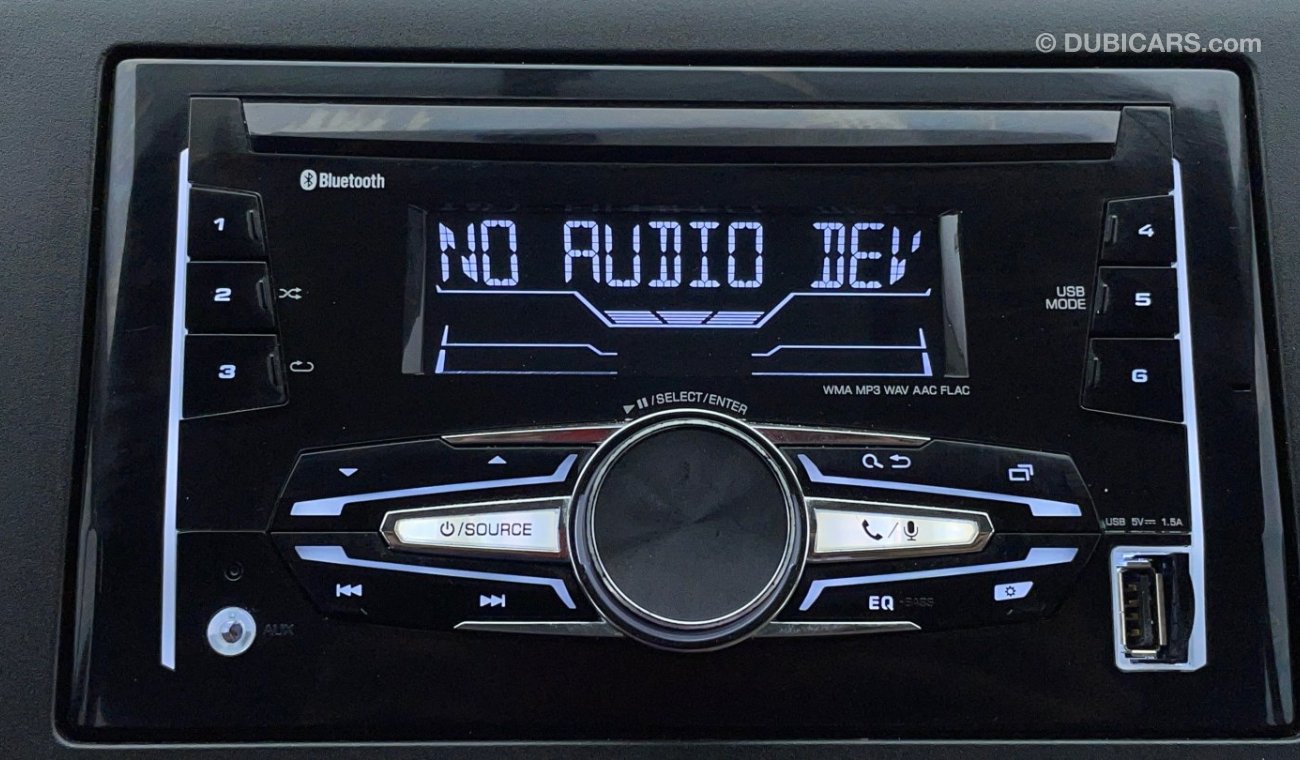 © DUBICARS.com
Bluetooth
1
2
3
NO AUDIO DEV
4
USB MODE
5
6
WMA MP3 WAV AAC FLAC
/SELECT/ENTER
/SOURCE
/
USB 5V 1.5A
EQ -BASS
AUX